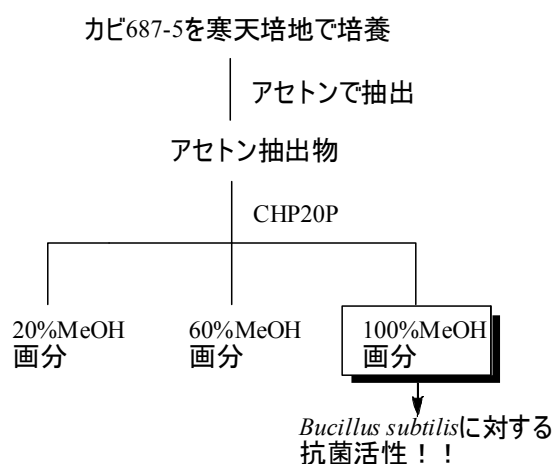 カビ687-5を寒天培地で培養
アセトンで抽出
アセトン抽出物
CHP20P
20%MeOH
画分
60%MeOH
画分
100%MeOH
画分
Bucillus subtilisに対する
抗菌活性！！